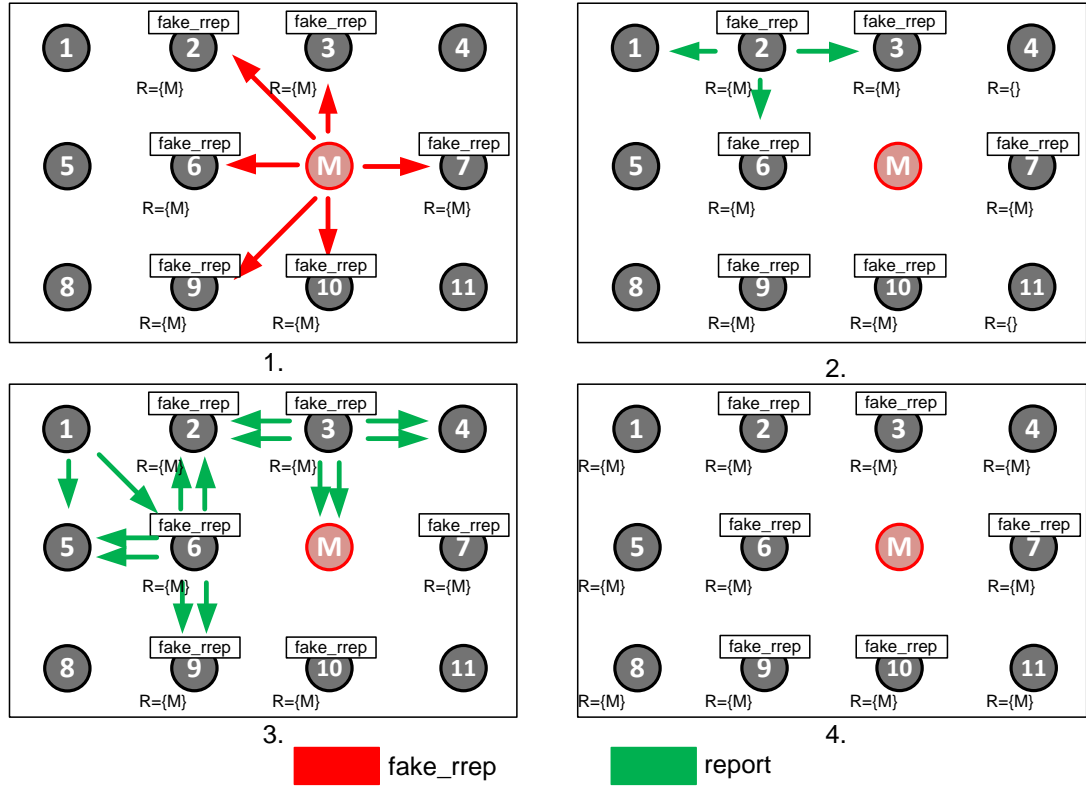 fake_rrep fake_rrep
1 2 3 4
R={M} R={M}
fake_rrep fake_rrep
5 6 M 7
R={M} R={M}
fake_rrep fake_rrep
8 9 10 11
R={M} R={M}
1.
fake_rrep fake_rrep
1 2 3 4
R={M} R={M} R={}
fake_rrep fake_rrep
5 6 M 7
R={M} R={M}
fake_rrep fake_rrep
8 9 10 11
R={M} R={M} R={}
2.
fake_rrep fake_rrep
1 2 3 4
R={M} R={M}
fake_rrep fake_rrep
5 6 M 7
R={M} R={M}
fake_rrep fake_rrep
8 9 10 11
R={M} R={M}
3.
fake_rrep fake_rrep
1 2 3 4
R={M} R={M} R={M} R={M}
fake_rrep fake_rrep
5 6 M 7
R={M} R={M} R={M}
fake_rrep fake_rrep
8 9 10 11
R={M} R={M} R={M} R={M}
4.
fake_rrep report